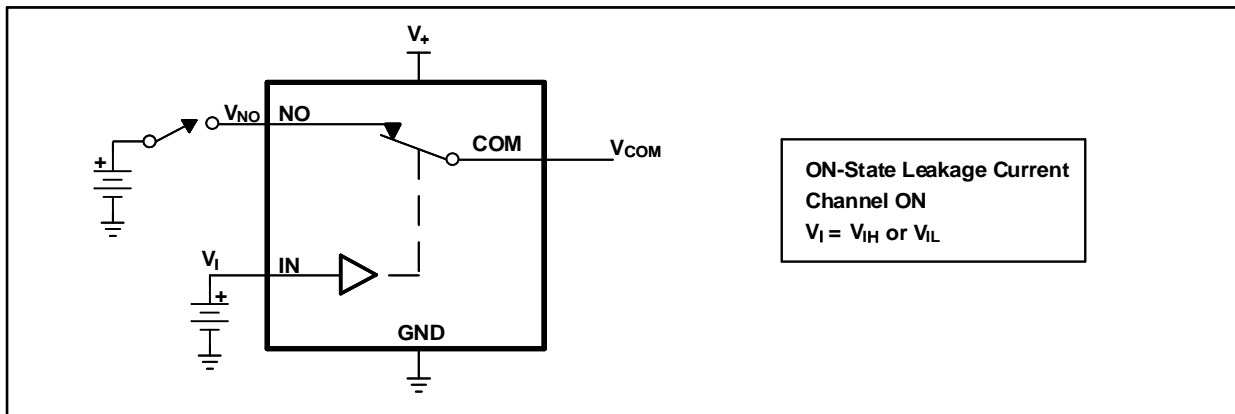 V+
VNO NO
COM
VCOM
+
VI
IN
+
GND
ON-State Leakage Current
Channel ON
VI = VIH or VIL